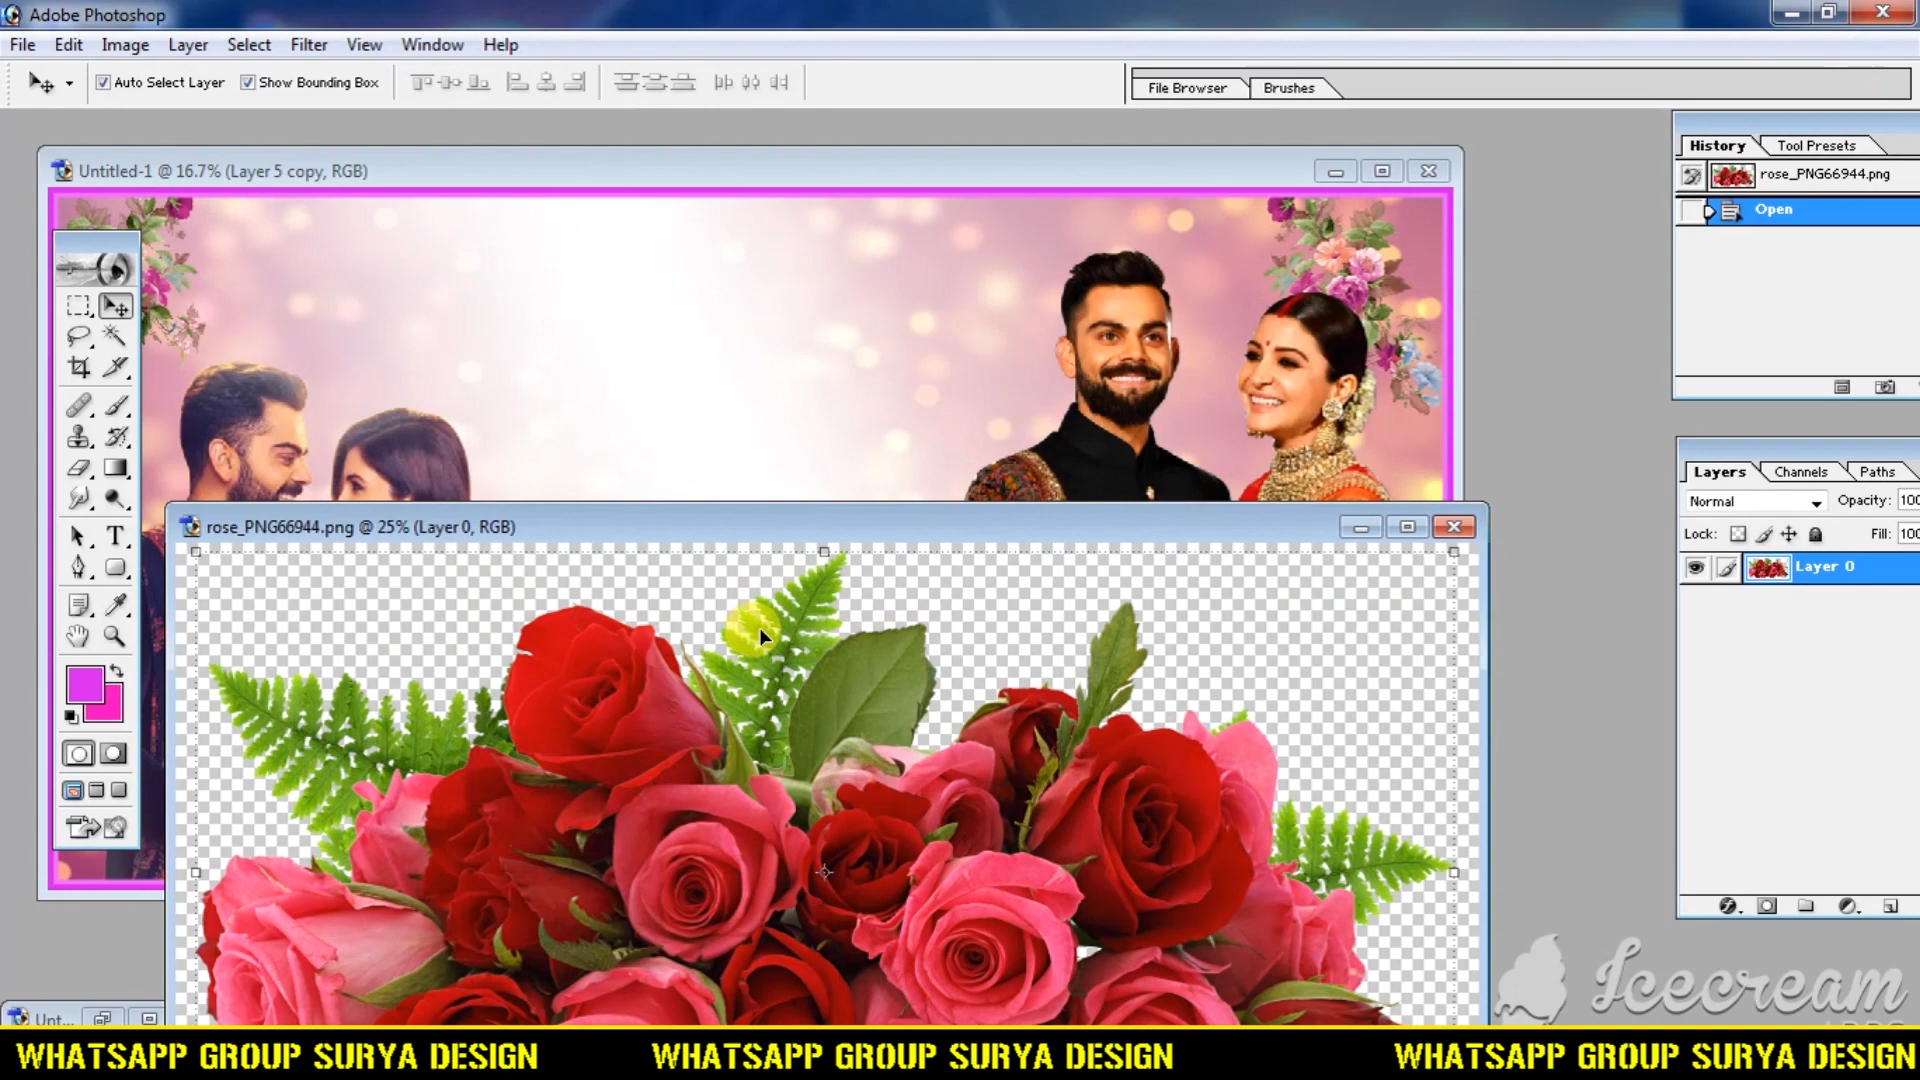 Adobe Photoshop
File Edit Image Layer Select Filter View Window Help
Auto Select Layer Show Bounding Box File Browser Brushes
Untitled-1 @ 16.7% (Layer 5 copy, RGB)
History Tool Presets
rose_PNG66944.png
Open
rose_PNG66944.png @ 25% (Layer 0, RGB)
Layers Channels Paths
Normal Opacity: 100
Lock: Fill: 100
Layer 0
Icecream
Unt...
WHATSAPP GROUP SURYA DESIGN WHATSAPP GROUP SURYA DESIGN WHATSAPP GROUP SURYA DESIGN